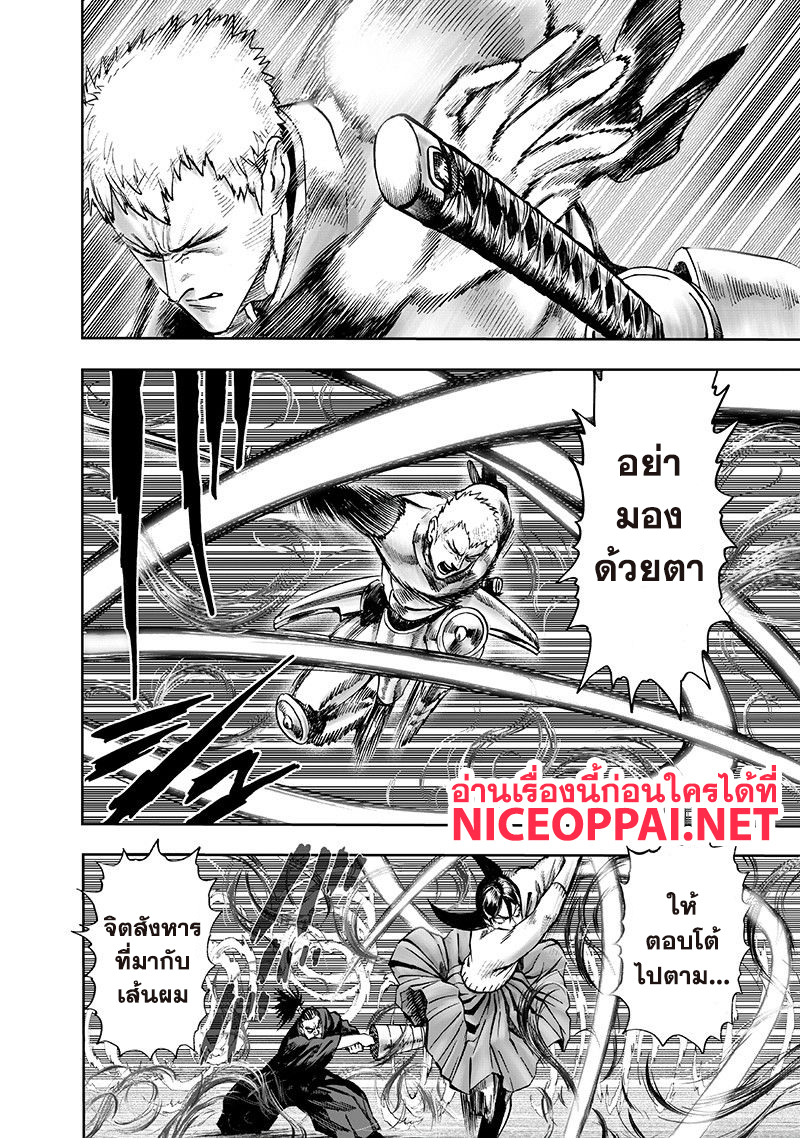 อย่า
มอง
ด้วยตา
อ่านเรื่องนี้ก่อนใครได้ที่
NICEOPPAI.NET
ให้
ตอบโต้
ไปตาม...
จิตสังหาร
ที่มากับ
เส้นผม